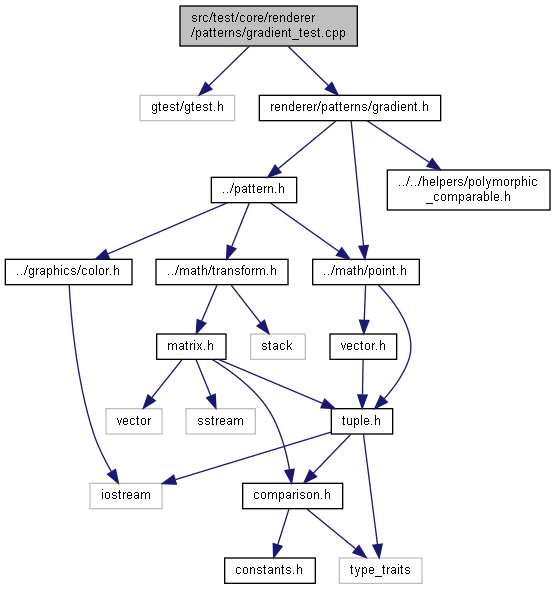 src/test/core/renderer
/patterns/gradient_test.cpp
gtest/gtest.h
renderer/patterns/gradient.h
../pattern.h
../../helpers/polymorphic
_comparable.h
../graphics/color.h
../math/transform.h
../math/point.h
matrix.h
stack
vector.h
vector
sstream
tuple.h
iostream
comparison.h
constants.h
type_traits